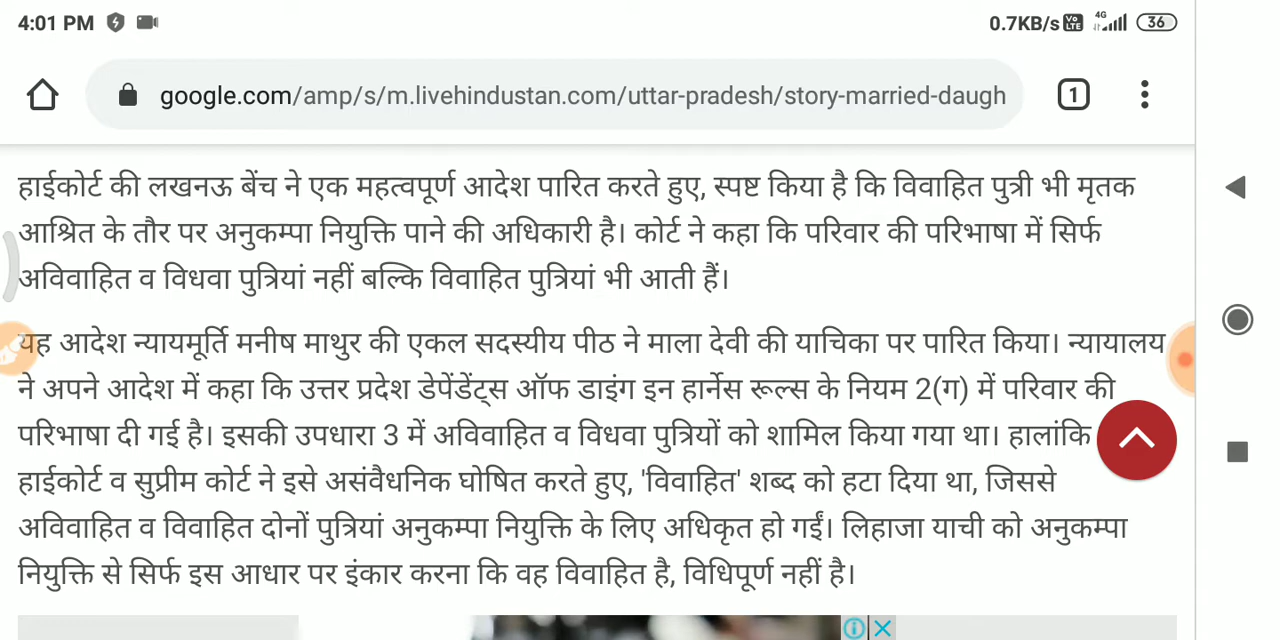 4:01 PM
0.7KB/s Vo LTE 4G 36
google.com/amp/s/m.livehindustan.com/uttar-pradesh/story-married-daugh
1
हाईकोर्ट की लखनऊ बेंच ने एक महत्वपूर्ण आदेश पारित करते हुए, स्पष्ट किया है कि विवाहित पुत्री भी मृतक
आश्रित के तौर पर अनुकम्पा नियुक्ति पाने की अधिकारी है। कोर्ट ने कहा कि परिवार की परिभाषा में सिर्फ
अविवाहित व विधवा पुत्रियां नहीं बल्कि विवाहित पुत्रियां भी आती हैं।
यह आदेश न्यायमूर्ति मनीष माथुर की एकल सदस्यीय पीठ ने माला देवी की याचिका पर पारित किया। न्यायालय
ने अपने आदेश में कहा कि उत्तर प्रदेश डेपेंडेंट्स ऑफ डाइंग इन हार्नेस रूल्स के नियम 2(ग) में परिवार की
परिभाषा दी गई है। इसकी उपधारा 3 में अविवाहित व विधवा पुत्रियों को शामिल किया गया था। हालांकि
हाईकोर्ट व सुप्रीम कोर्ट ने इसे असंवैधनिक घोषित करते हुए, 'विवाहित' शब्द को हटा दिया था, जिससे
अविवाहित व विवाहित दोनों पुत्रियां अनुकम्पा नियुक्ति के लिए अधिकृत हो गईं। लिहाजा याची को अनुकम्पा
नियुक्ति से सिर्फ इस आधार पर इंकार करना कि वह विवाहित है, विधिपूर्ण नहीं है।